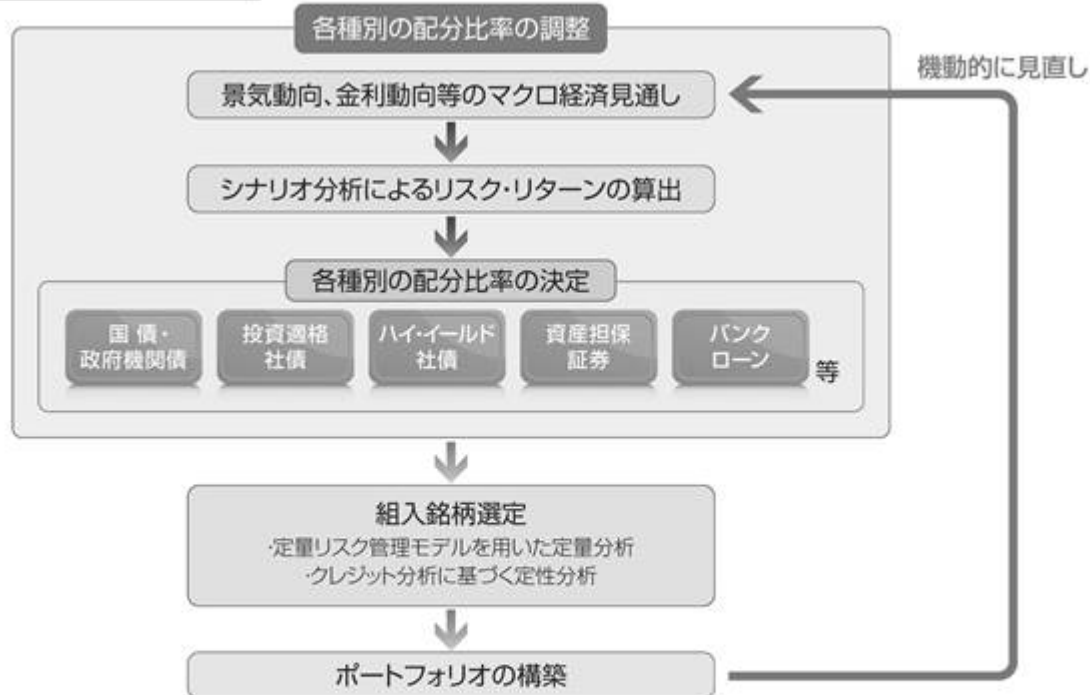 各種別の配分比率の調整
機動的に見直し
景気動向、金利動向等のマクロ経済見通し
シナリオ分析によるリスク・リターンの算出
各種別の配分比率の決定
国債・
政府機関債
投資適格
社債
ハイ・イールド
社債
資産担保
証券
バンク
ローン
等
組入銘柄選定
・定量リスク管理モデルを用いた定量分析
・クレジット分析に基づく定性分析
ポートフォリオの構築